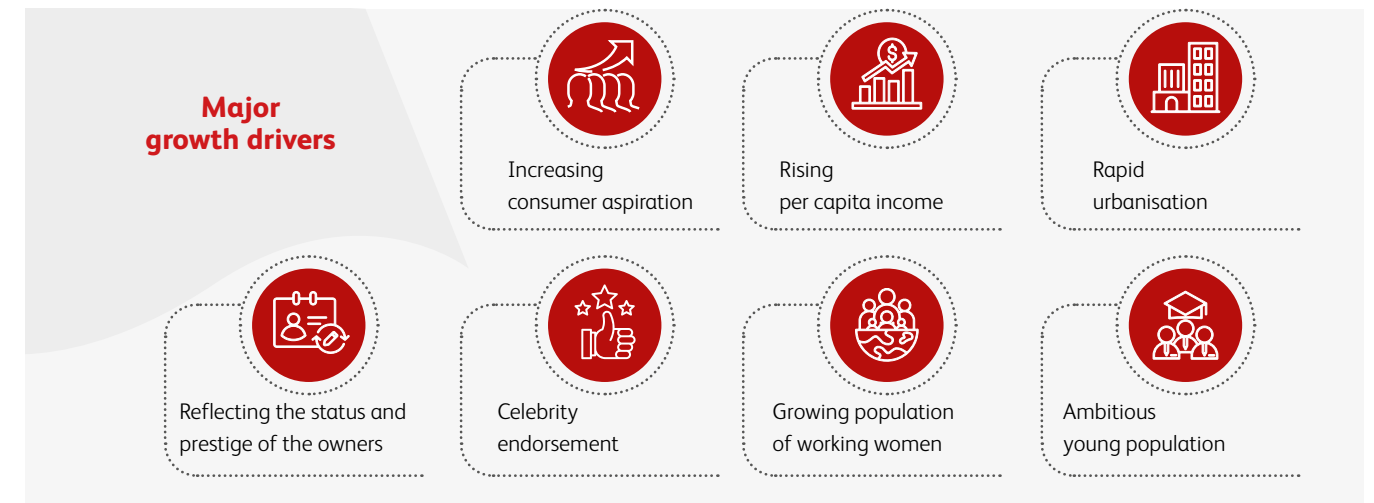 Major
growth drivers
Increasing
consumer aspiration
Rising
per capita income
Rapid
urbanisation
Reflecting the status and
prestige of the owners
Celebrity
endorsement
Growing population
of working women
Ambitious
young population
$